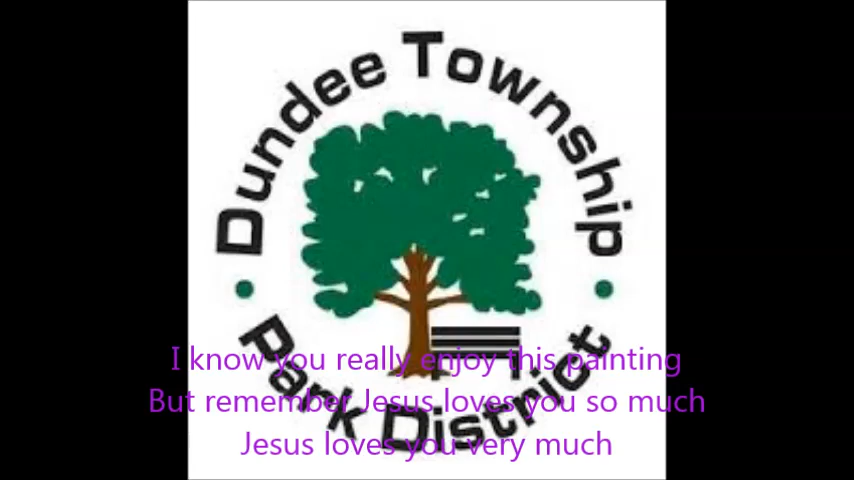 Dundee Township
Park District
I know you really enjoy this painting
But remember Jesus loves you so much
Jesus loves you very much